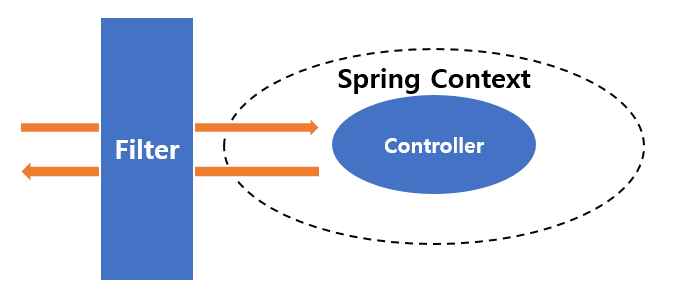 Spring Context
Filter
Controller